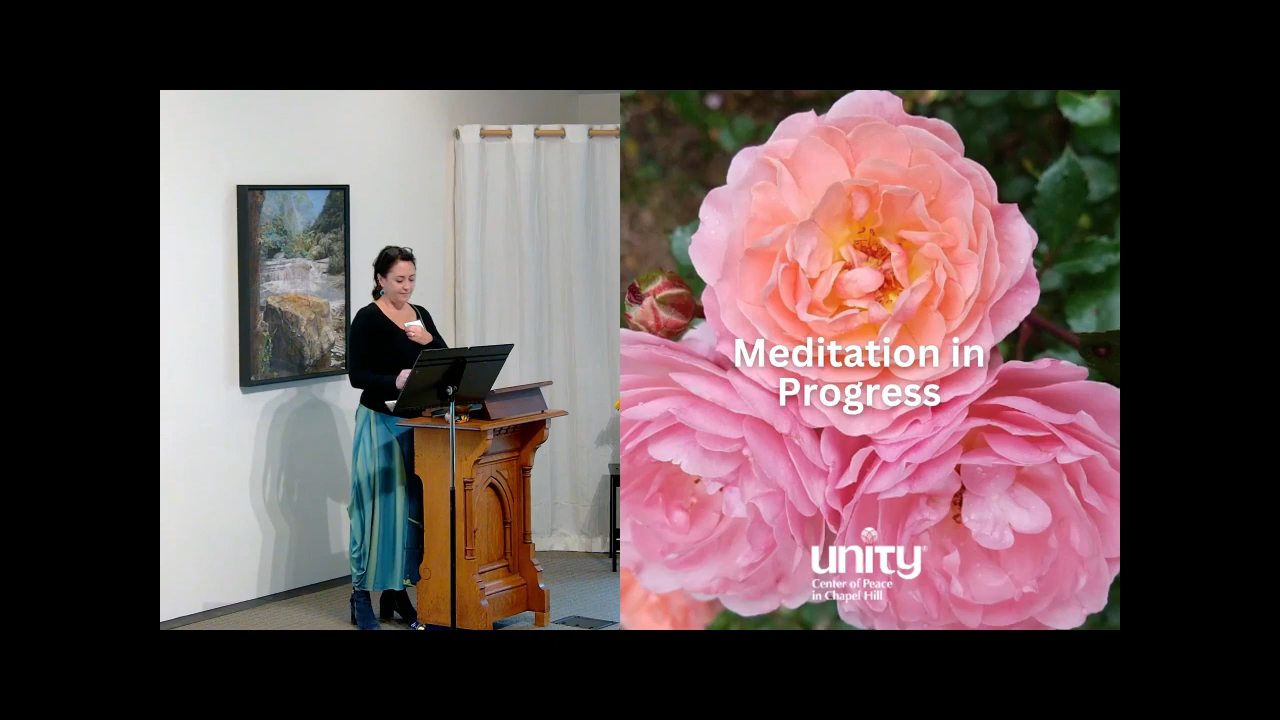 Meditation in
Progress
unity
Center of Peace
in Chapel Hill